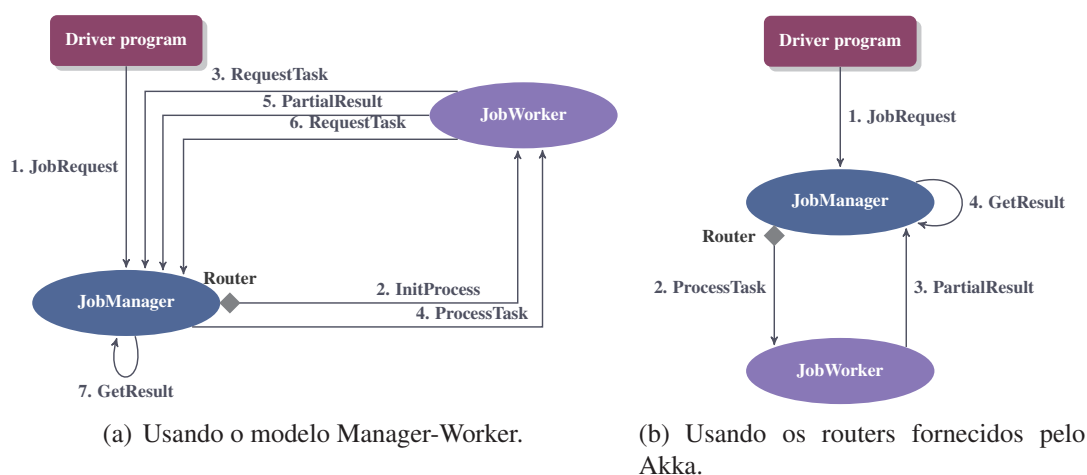 Driver program
3. RequestTask
5. PartialResult
6. RequestTask
JobWorker
1. JobRequest
Router
JobManager
2. InitProcess
4. ProcessTask
7. GetResult
(a) Usando o modelo Manager-Worker.
Driver program
1. JobRequest
JobManager
4. GetResult
Router
2. ProcessTask
3. PartialResult
JobWorker
(b) Usando os routers fornecidos pelo
Akka.